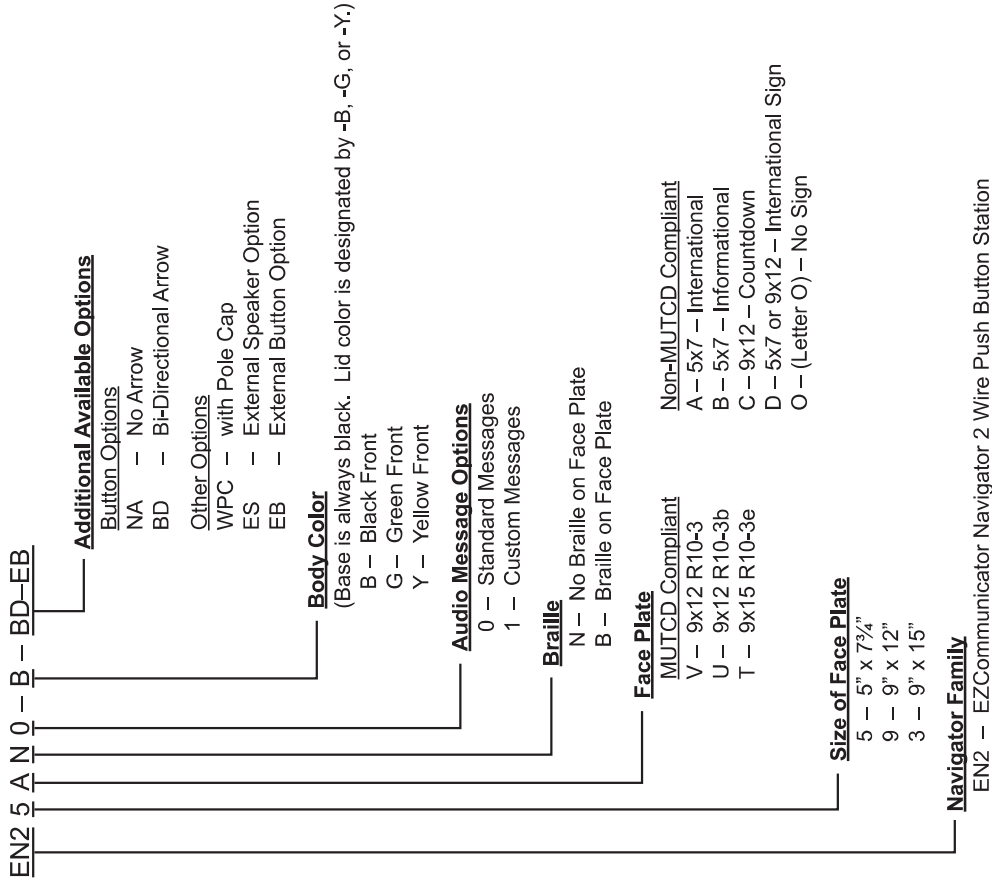 EN2 5 A N 0 – B – BD–EB
Additional Available Options
Button Options
NA – No Arrow
BD – Bi-Directional Arrow
Other Options
WPC – with Pole Cap
ES – External Speaker Option
EB – External Button Option
Body Color
(Base is always black. Lid color is designated by -B, -G, or -Y.)
B – Black Front
G – Green Front
Y – Yellow Front
Audio Message Options
0 – Standard Messages
1 – Custom Messages
Braille
N – No Braille on Face Plate
B – Braille on Face Plate
Face Plate
MUTCD Compliant
V – 9x12 R10-3
U – 9x12 R10-3b
T – 9x15 R10-3e
Non-MUTCD Compliant
A – 5x7 – International
B – 5x7 – Informational
C – 9x12 – Countdown
D – 5x7 or 9x12 – International Sign
O – (Letter O) – No Sign
Size of Face Plate
5 – 5” x 7¾”
9 – 9” x 12”
3 – 9” x 15”
Navigator Family
EN2 – EZCommunicator Navigator 2 Wire Push Button Station